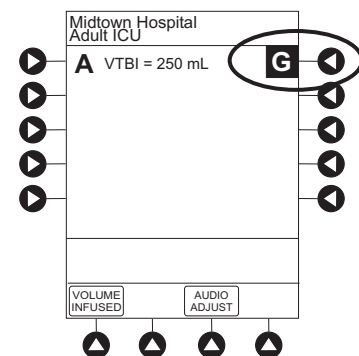 Midtown Hospital
Adult ICU
A VTBI = 250 mL G
VOLUME
INFUSED
AUDIO
ADJUST